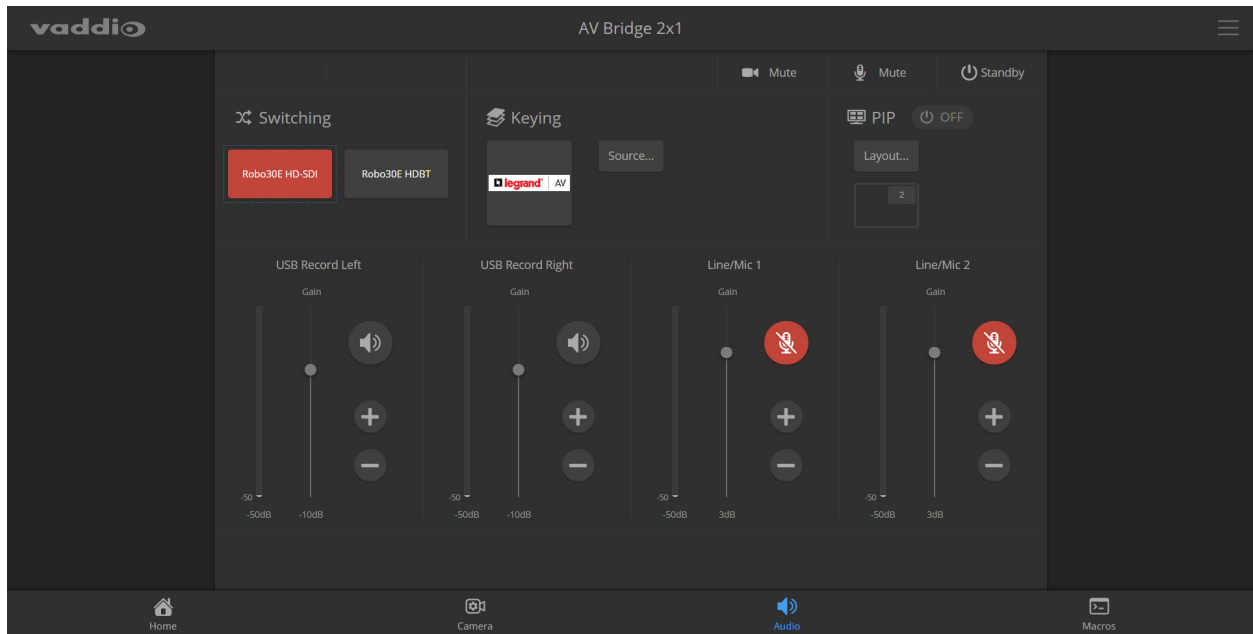 vaddio
AV Bridge 2x1
Mute
Mute
Standby
Switching
Keying
PIP
OFF
Robo30E HD-SDI
Robo30E HDBT
legrand® AV
Source...
Layout...
2
USB Record Left
USB Record Right
Line/Mic 1
Line/Mic 2
Gain
Gain
Gain
Gain
-50
-50
-50
-50
-50dB
-10dB
-50dB
-10dB
-50dB
3dB
-50dB
3dB
Home
Camera
Audio
Macros